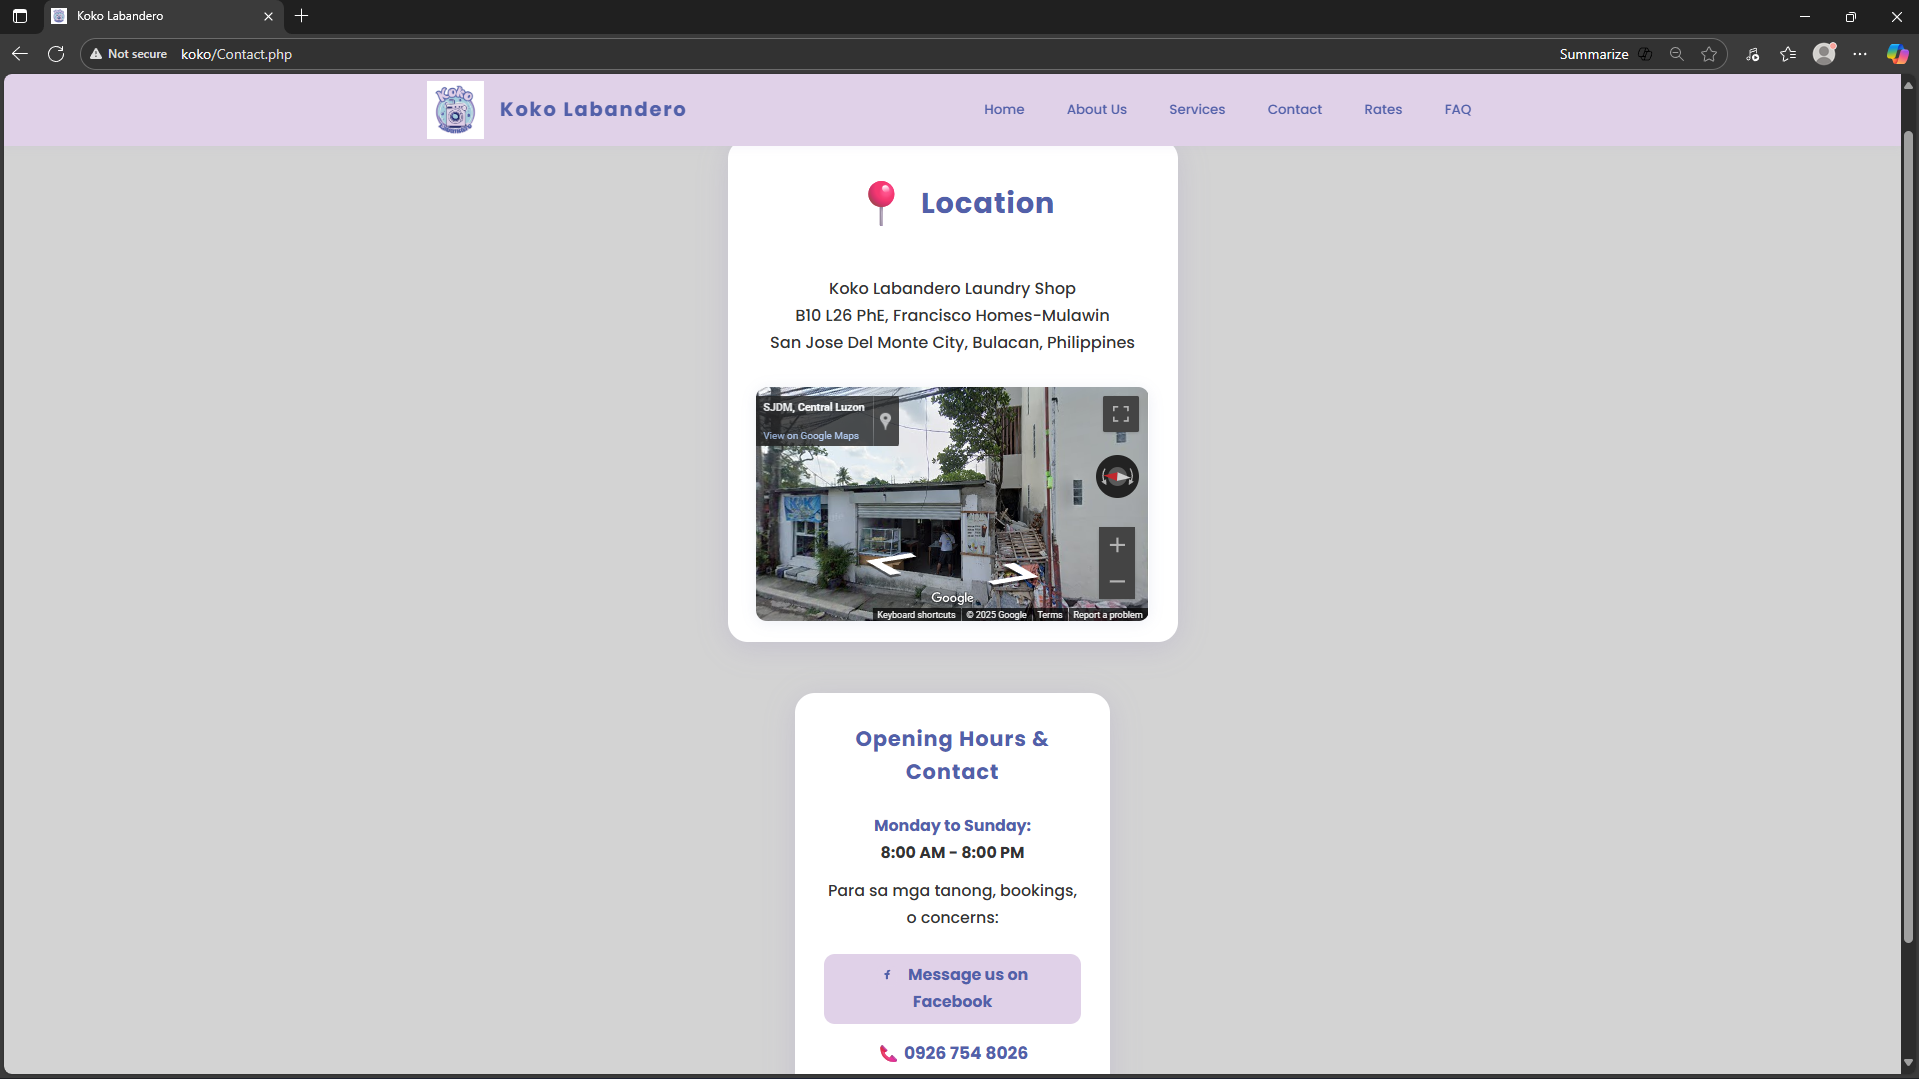 Koko Labandero
Not secure
koko/Contact.php
Summarize
KOKO
Koko Labandero
Home
About Us
Services
Contact
Rates
FAQ
Location
Koko Labandero Laundry Shop
B10 L26 PhE, Francisco Homes-Mulawin
San Jose Del Monte City, Bulacan, Philippines
SJDM, Central Luzon
View on Google Maps
Google
Keyboard shortcuts
© 2025 Google
Terms
Report a problem
Opening Hours &
Contact
Monday to Sunday:
8:00 AM - 8:00 PM
Para sa mga tanong, bookings,
o concerns:
Message us on
Facebook
0926 754 8026